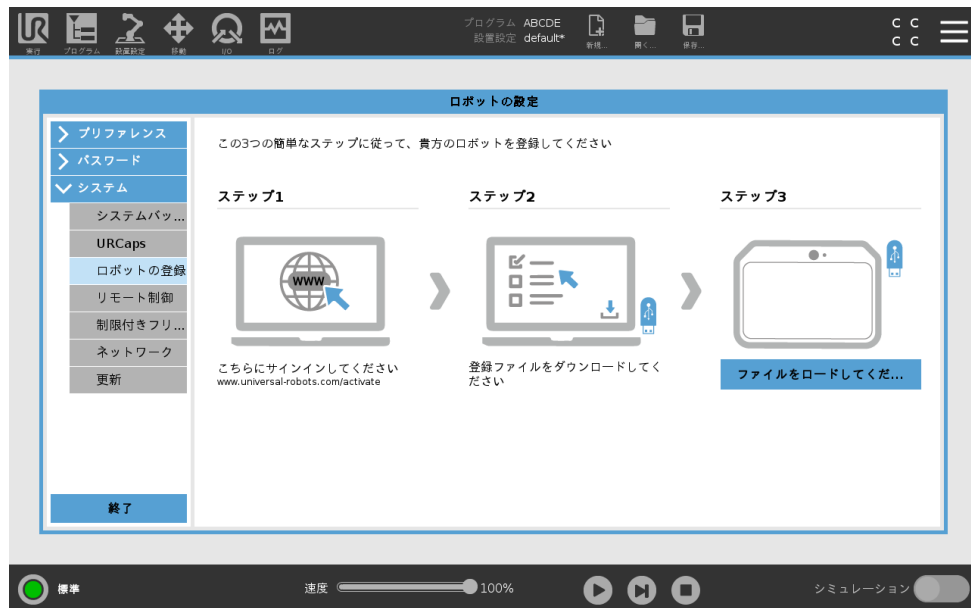 UR
実行
プログラム
設置設定
移動
I/O
ログ
プログラム ABCDE
設置設定 default*
新規...
開く...
保存...
C C
C C
ロボットの設定
プリファレンス
パスワード
システム
システムバッ...
URCaps
ロボットの登録
リモート制御
制限付きフリ...
ネットワーク
更新
終了
この3つの簡単なステップに従って、貴方のロボットを登録してください
ステップ1
WWW
こちらにサインインしてください
www.universal-robots.com/activate
ステップ2
登録ファイルをダウンロードしてく
ださい
ステップ3
ファイルをロードしてくだ...
標準
速度
100%
シミュレーション